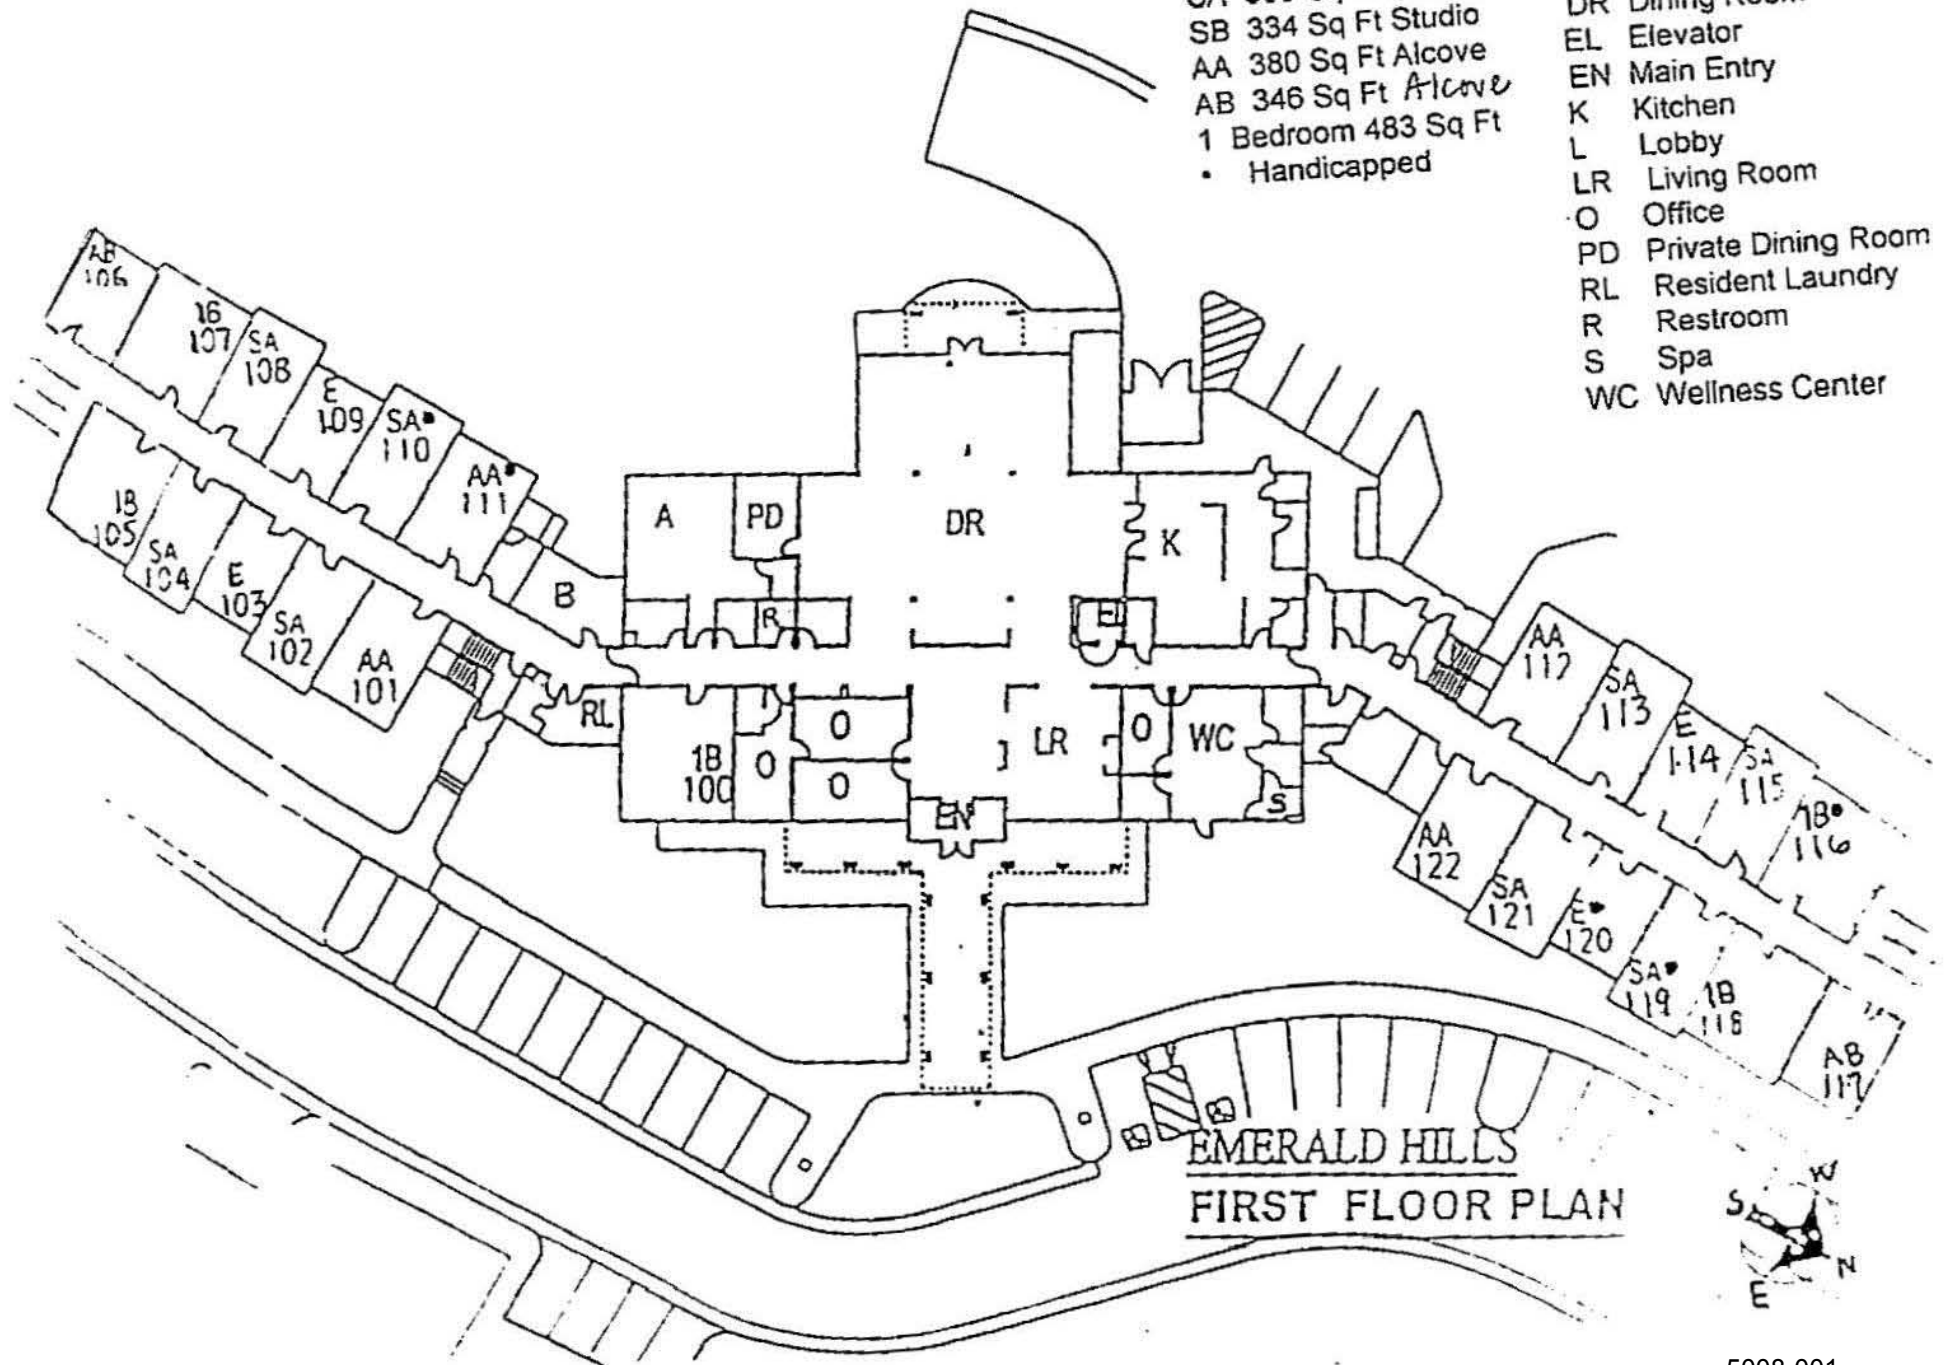 SB 334 Sq Ft Studio
AA 380 Sq Ft Alcove
AB 346 Sq Ft Alcove
1 Bedroom 483 Sq Ft
• Handicapped
DR Dining
EL Elevator
EN Main Entry
K Kitchen
L Lobby
LR Living Room
O Office
PD Private Dining Room
RL Resident Laundry
R Restroom
S Spa
WC Wellness Center
AB
106
107
SA
108
E
109
SA•
110
AA•
111
1B
105
SA
104
E
103
SA
102
AA
101
A
PD
DR
K
B
R
EL
RL
1B
100
O
O
O
LR
O
WC
S
EN
AA
112
SA
113
E
114
SA
115
1B•
116
AA
122
SA
121
E•
120
SA•
119
1B
118
AB
117
EMERALD HILLS
FIRST FLOOR PLAN
W
S
N
E